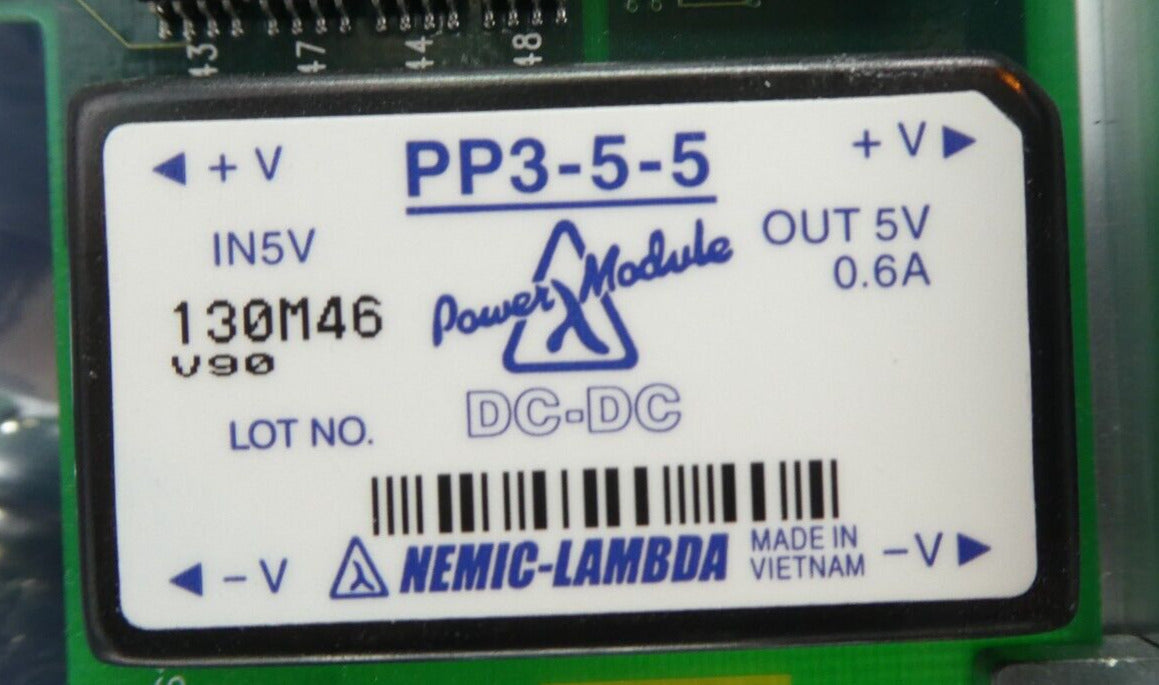 43 47 44 48
+ V PP3-5-5 + V
IN5V Power Module OUT 5V
130M46 0.6A
V90
LOT NO. DC-DC
λ
- V λ NEMIC-LAMBDA MADE IN - V
VIETNAM